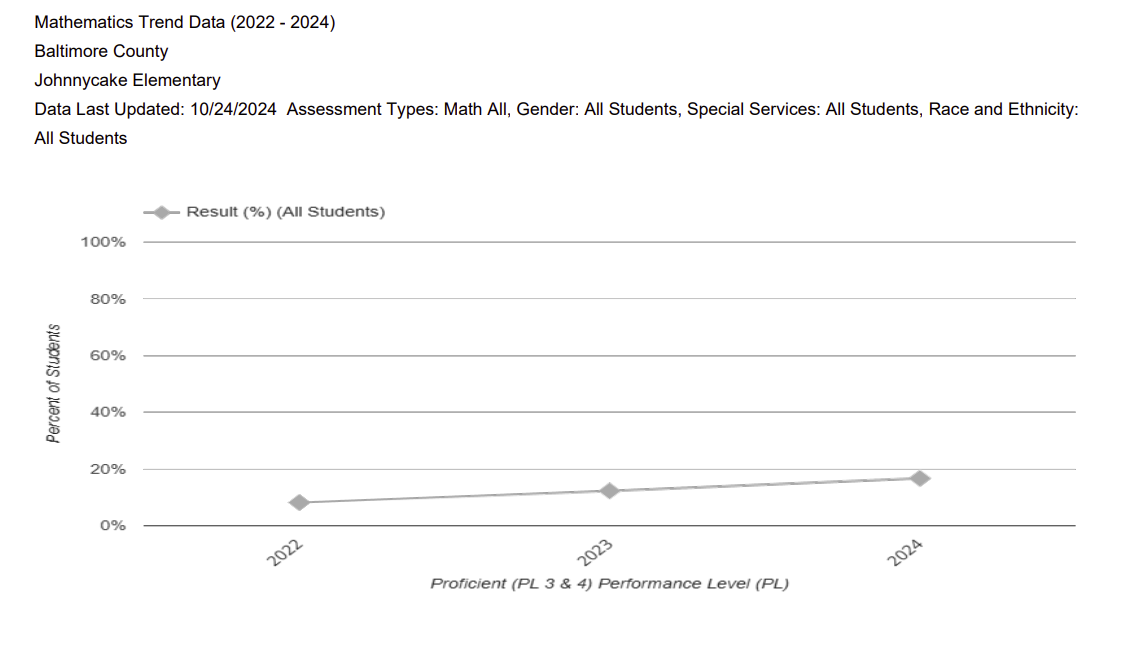 Mathematics Trend Data (2022 - 2024)
Baltimore County
Johnnycake Elementary
Data Last Updated: 10/24/2024  Assessment Types: Math All, Gender: All Students, Special Services: All Students, Race and Ethnicity:
All Students
Result (%) (All Students)
100%
80%
60%
40%
20%
0%
Percent of Students
2022
2023
2024
Proficient (PL 3 & 4) Performance Level (PL)